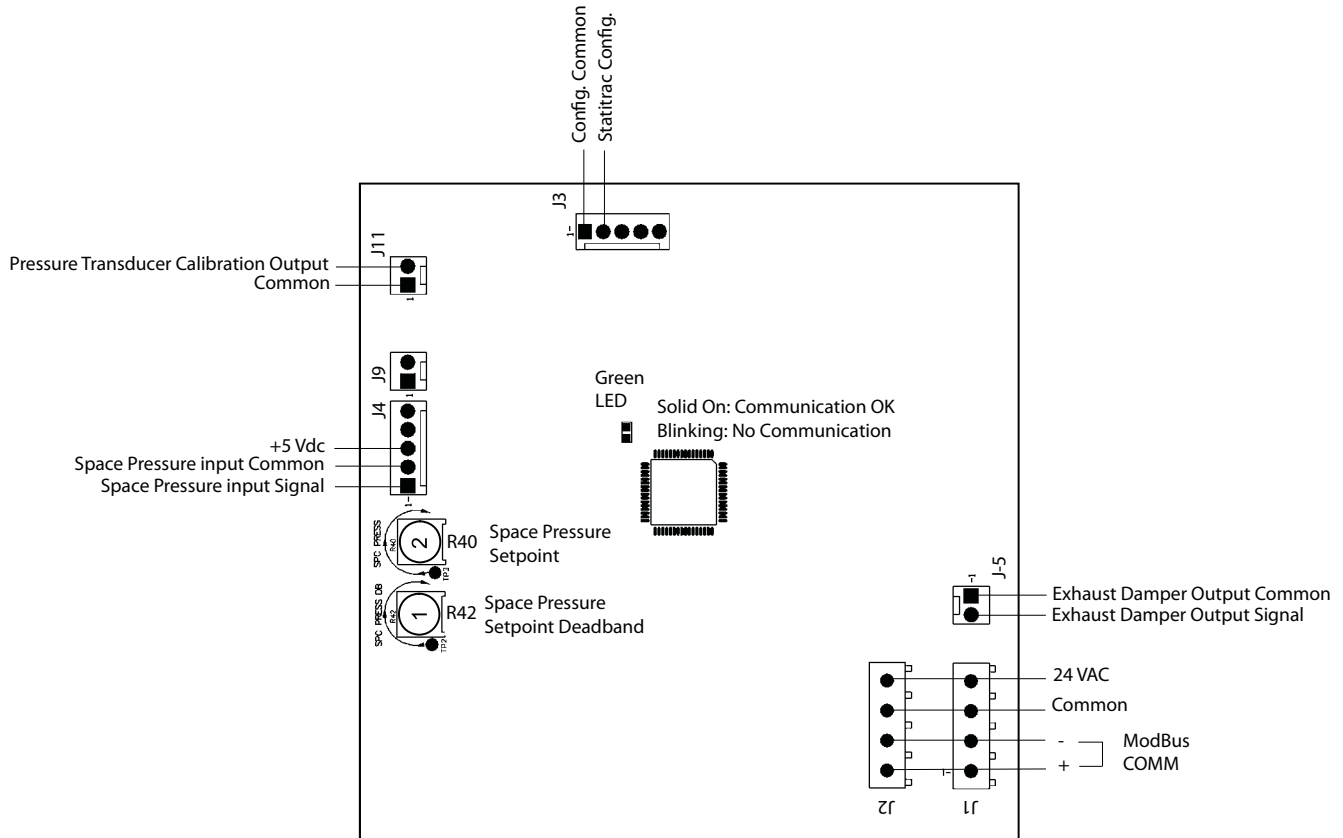 Config. Common
Statitrac Config.
J3
1-
J11
Pressure Transducer Calibration Output
Common
1
J9
1
J4
+5 Vdc
Space Pressure input Common
Space Pressure input Signal
1-
Green
LED
Solid On: Communication OK
Blinking: No Communication
SPC PRESS
R40
2
R40
Space Pressure
Setpoint
SPC PRESS DB
R42
1
R42
Space Pressure
Setpoint Deadband
TP2
-1
J-5
Exhaust Damper Output Common
Exhaust Damper Output Signal
24 VAC
Common
- ModBus
+ COMM
1-
J2
J1